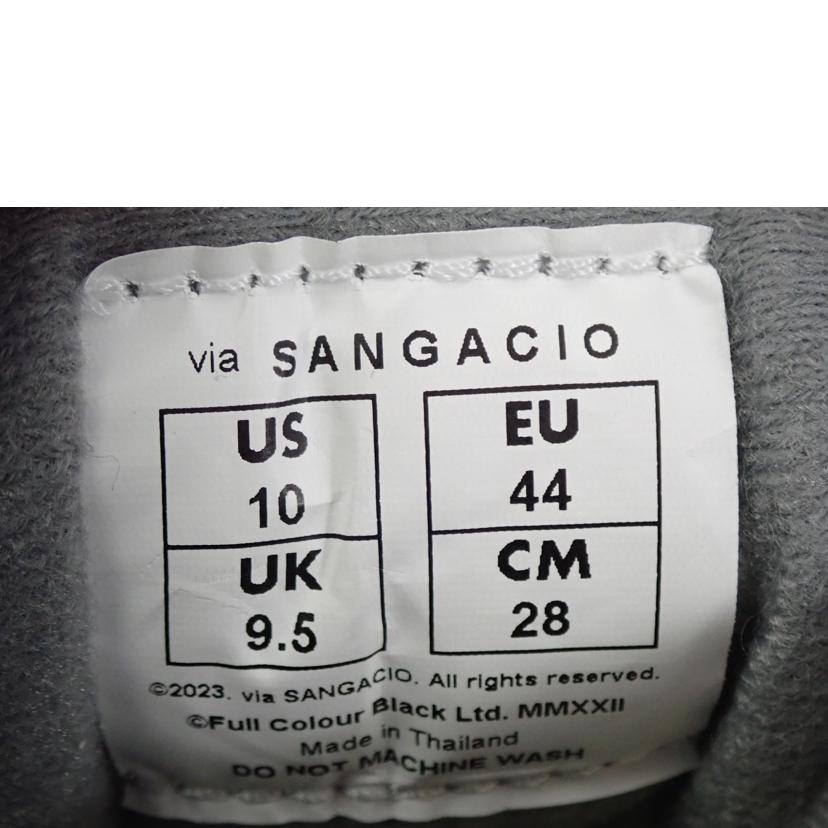 via SANGACIO
US EU
10 44
UK CM
9.5 28
©2023. via SANGACIO. All rights reserved.
©Full Colour Black Ltd. MMXXII
Made in Thailand
DO NOT MACHINE WASH